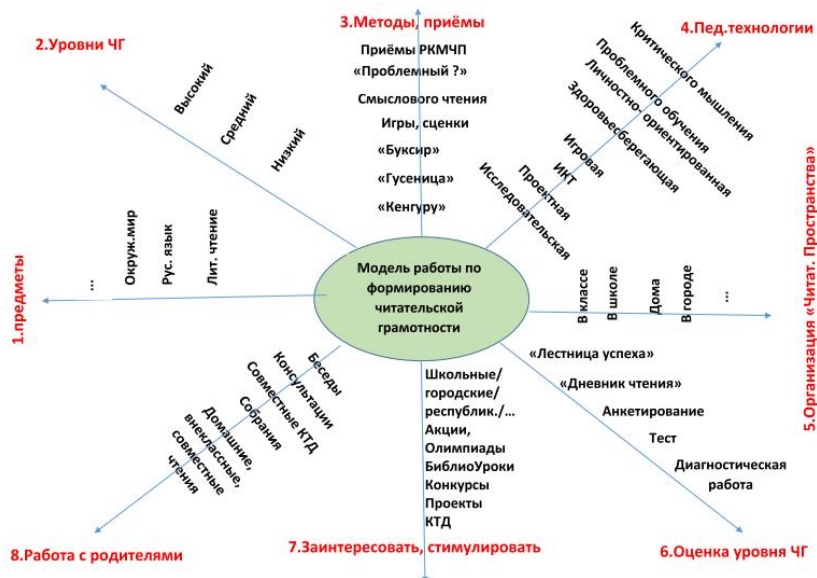 Модель работы по
формированию
читательской
грамотности
1.предметы
...
Окруж.мир
Рус. язык
Лит. чтение
2.Уровни ЧГ
Высокий
Средний
Низкий
3.Методы, приёмы
Приёмы РКМЧП
«Проблемный ?»
Смыслового чтения
Игры, сценки
«Буксир»
«Гусеница»
«Кенгуру»
4.Пед.технологии
Критического мышления
Проблемного обучения
Личностно- ориентированная
Здоровьесберегающая
Игровая
ИКТ
Проектная
Исследовательская
5.Организация «Читат. Пространства»
В классе
В школе
Дома
В городе
...
«Лестница успеха»
«Дневник чтения»
Анкетирование
Тест
Диагностическая
работа
6.Оценка уровня ЧГ
Школьные/
городские/
республик./...
Акции,
Олимпиады
БиблиоУроки
Конкурсы
Проекты
КТД
7.Заинтересовать, стимулировать
Беседы
Консультации
Совместные КТД
Собрания
Домашние,
внеклассные,
совместные
чтения
8.Работа с родителями